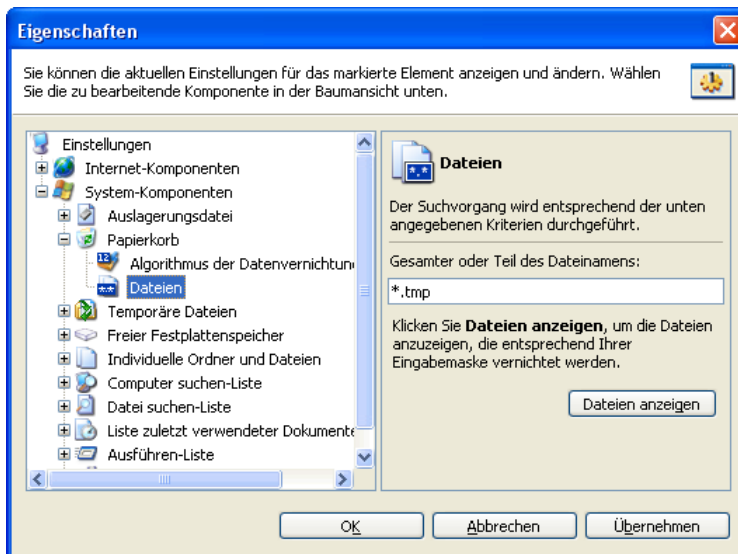 Eigenschaften
Sie können die aktuellen Einstellungen für das markierte Element anzeigen und ändern. Wählen
Sie die zu bearbeitende Komponente in der Baumansicht unten.
Einstellungen
Internet-Komponenten
System-Komponenten
Auslagerungsdatei
Papierkorb
Algorithmus der Datenvernichtun
Dateien
Temporäre Dateien
Freier Festplattenspeicher
Individuelle Ordner und Dateien
Computer suchen-Liste
Datei suchen-Liste
Liste zuletzt verwendeter Dokumente
Ausführen-Liste
Dateien
Der Suchvorgang wird entsprechend der unten
angegebenen Kriterien durchgeführt.
Gesamter oder Teil des Dateinamens:
*.tmp
Klicken Sie Dateien anzeigen, um die Dateien
anzuzeigen, die entsprechend Ihrer
Eingabemaske vernichtet werden.
Dateien anzeigen
OK
Abbrechen
Übernehmen